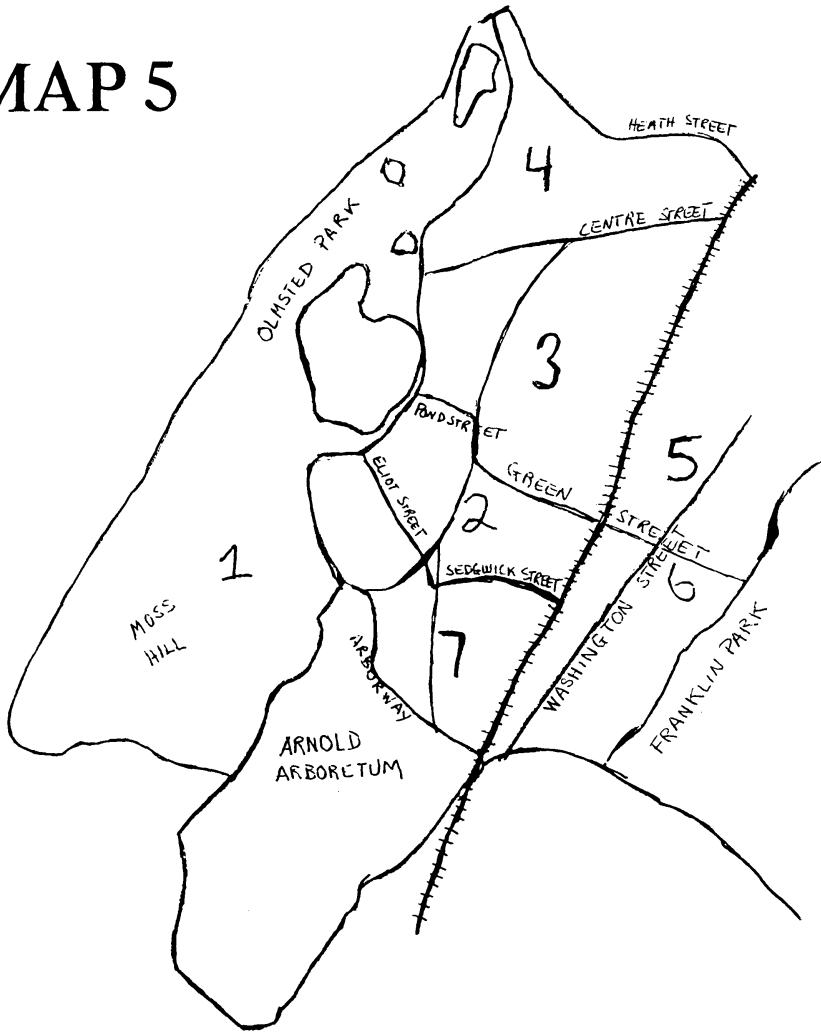 MAP 5
HEATH STREET
4
CENTRE STREET
OLMSTED PARK
3
POND STREET
5
ELIOT STREET
GREEN STREET
2
WASHINGTON STREET
1
SEDGWICK STREET
6
MOSS
HILL
ARBORWAY
7
FRANKLIN PARK
ARNOLD
ARBORETUM